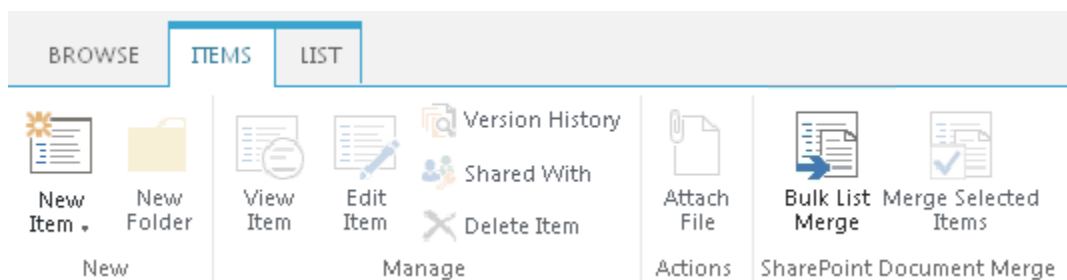 BROWSE ITEMS LIST
New Item
New Folder
View Item
Edit Item
Version History
Shared With
Delete Item
Attach File
Bulk List Merge
Merge Selected Items
New Manage Actions SharePoint Document Merge